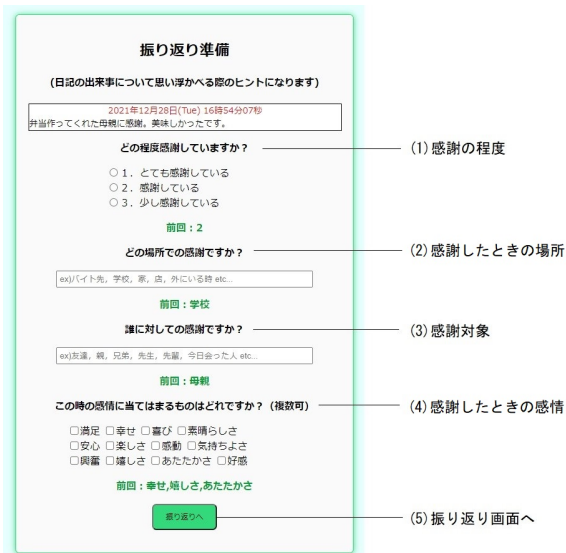 振り返り準備
(日記の出来事について思い浮かべる際のヒントになります)
2021年12月28日(Tue) 16時54分07秒
弁当作ってくれた母親に感謝。美味しかったです。
どの程度感謝していますか？
(1)感謝の程度
1．とても感謝している
2．感謝している
3．少し感謝している
前回：2
どの場所での感謝ですか？
(2)感謝したときの場所
ex)バイト先，学校，家，店，外にいる時 etc...
前回：学校
誰に対しての感謝ですか？
(3)感謝対象
ex)友達，親，兄弟，先生，先輩，今日会った人 etc...
前回：母親
この時の感情に当てはまるものはどれですか？（複数可）
(4)感謝したときの感情
満足 幸せ 喜び 素晴らしさ
安心 楽しさ 感動 気持ちよさ
興奮 嬉しさ あたたかさ 好感
前回：幸せ,嬉しさ,あたたかさ
振り返りへ
(5)振り返り画面へ